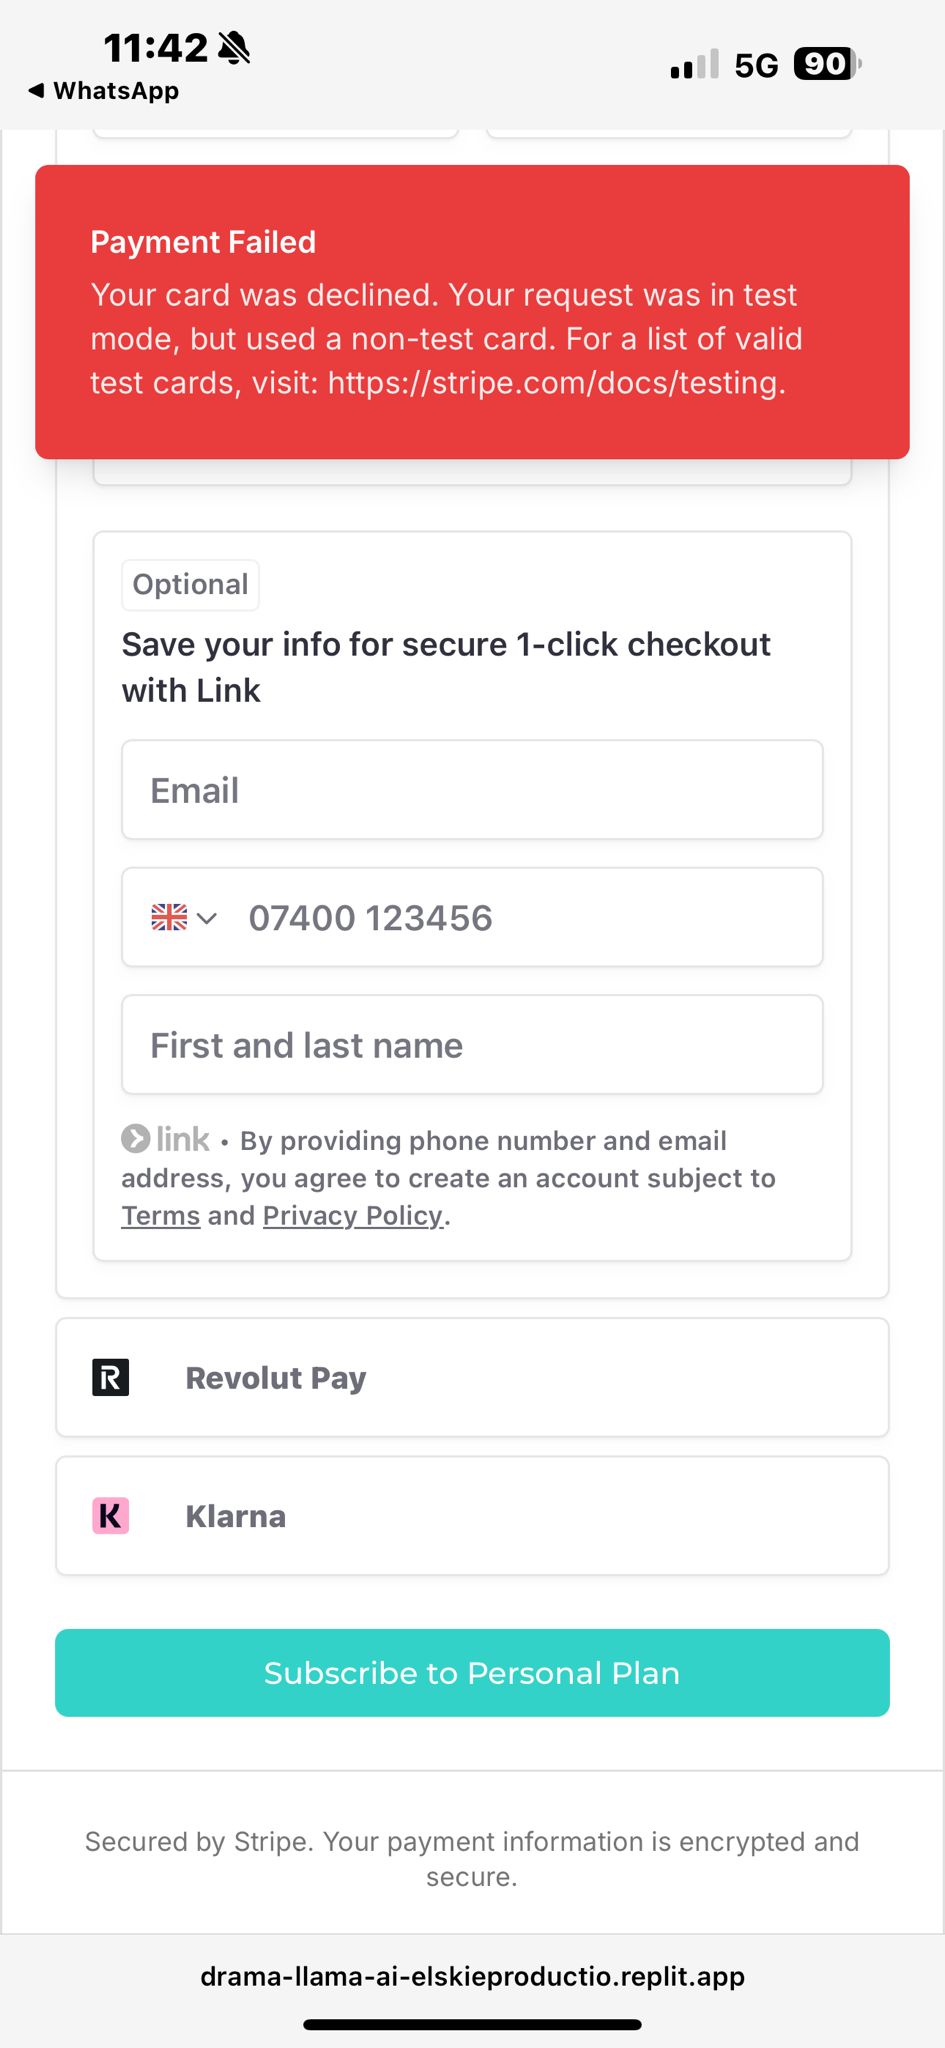 11:42
5G 90
WhatsApp
Payment Failed
Your card was declined. Your request was in test
mode, but used a non-test card. For a list of valid
test cards, visit: https://stripe.com/docs/testing.
Optional
Save your info for secure 1-click checkout
with Link
Email
07400 123456
First and last name
link • By providing phone number and email
address, you agree to create an account subject to
Terms and Privacy Policy.
Revolut Pay
K Klarna
Subscribe to Personal Plan
Secured by Stripe. Your payment information is encrypted and
secure.
drama-llama-ai-elskieproductio.replit.app